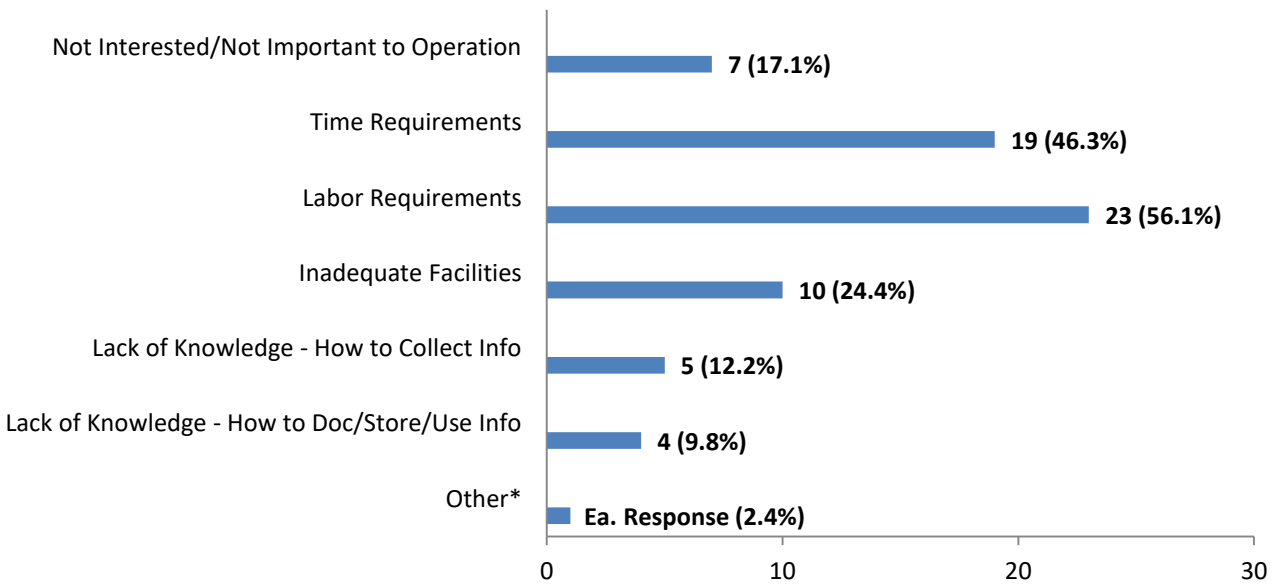 Not Interested/Not Important to Operation
7 (17.1%)
Time Requirements
19 (46.3%)
Labor Requirements
23 (56.1%)
Inadequate Facilities
10 (24.4%)
Lack of Knowledge - How to Collect Info
5 (12.2%)
Lack of Knowledge - How to Doc/Store/Use Info
4 (9.8%)
Other*
Ea. Response (2.4%)
0 10 20 30